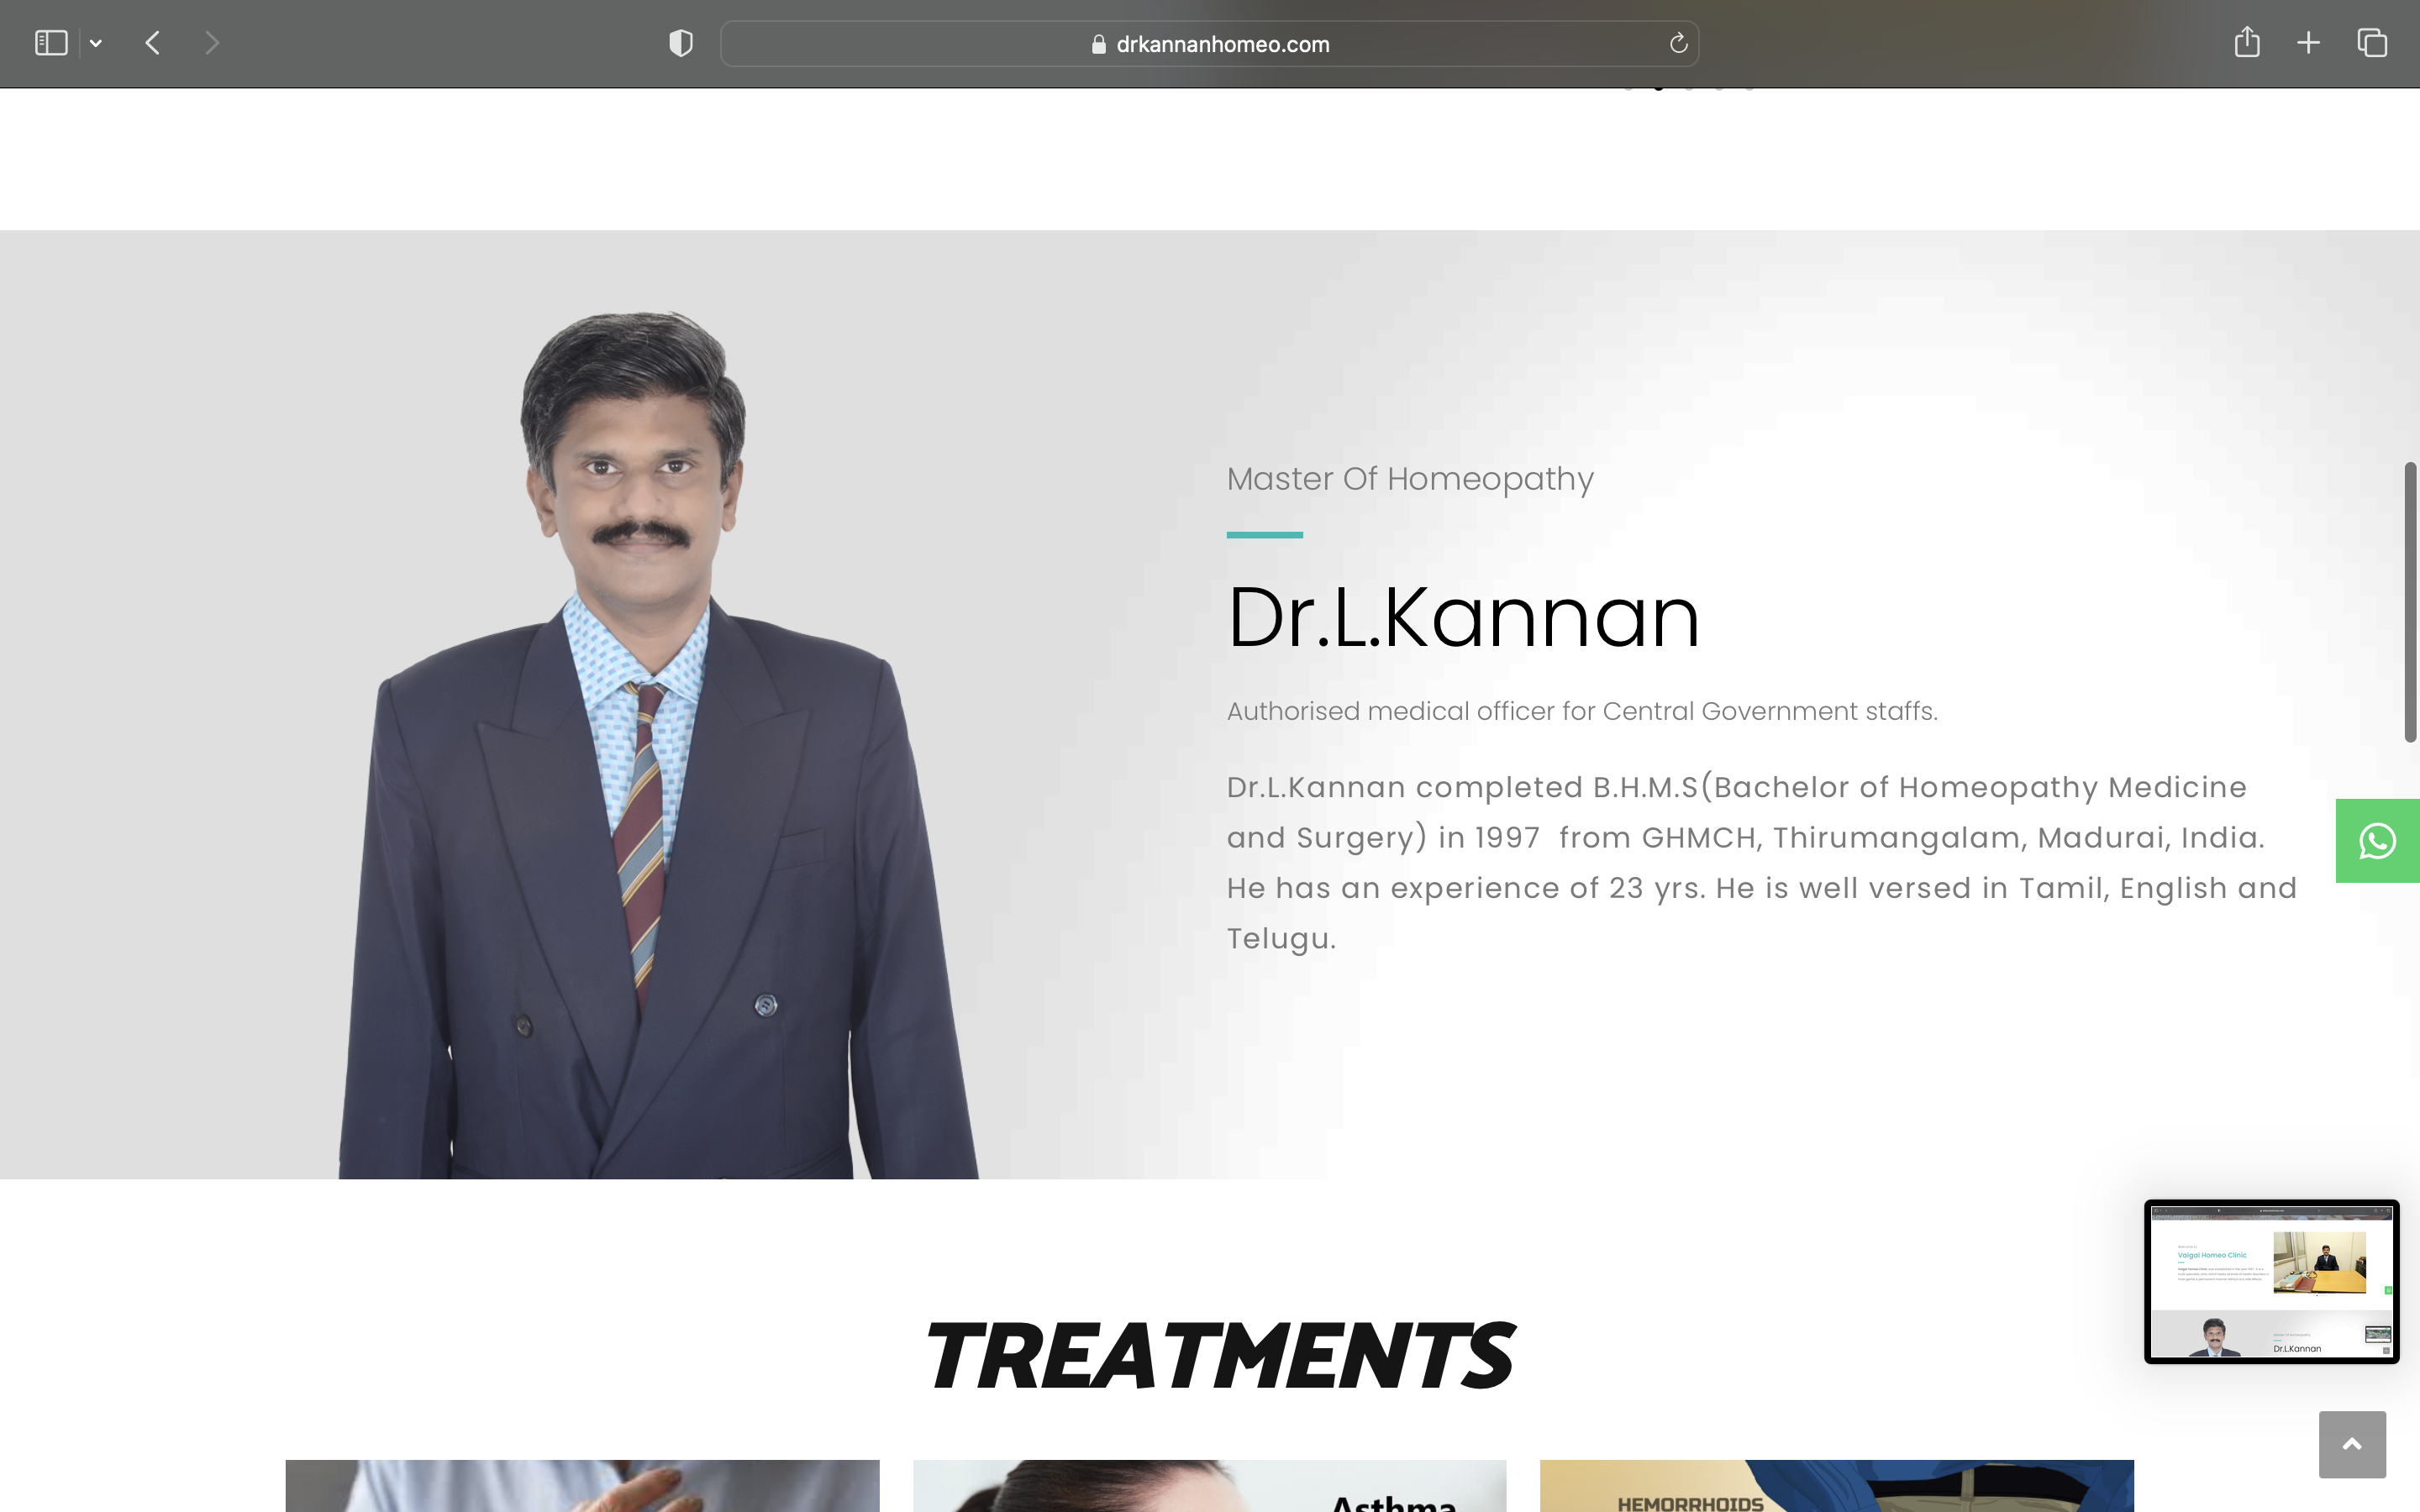 drkannanhomeo.com
Master Of Homeopathy
Dr.L.Kannan
Authorised medical officer for Central Government staffs.
Dr.L.Kannan completed B.H.M.S(Bachelor of Homeopathy Medicine
and Surgery) in 1997 from GHMCH, Thirumangalam, Madurai, India.
He has an experience of 23 yrs. He is well versed in Tamil, English and
Telugu.
Vaigai Homeo Clinic
Dr.L.Kannan
TREATMENTS
Asthma
HEMORRHOIDS